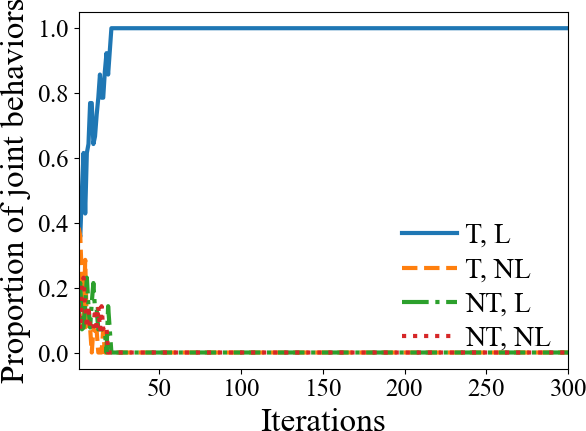 Proportion of joint behaviors
1.0
0.8
0.6
0.4
0.2
0.0
T, L
T, NL
NT, L
NT, NL
50
100
150
200
250
300
Iterations